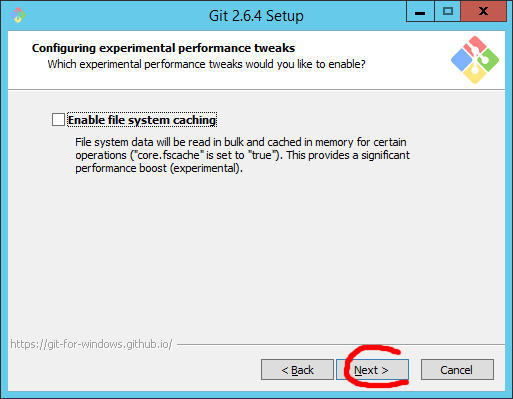 Git 2.6.4 Setup
Configuring experimental performance tweaks
Which experimental performance tweaks would you like to enable?
Enable file system caching
File system data will be read in bulk and cached in memory for certain
operations ("core.fscache" is set to "true"). This provides a significant
performance boost (experimental).
https://git-for-windows.github.io/
< Back
Next >
Cancel